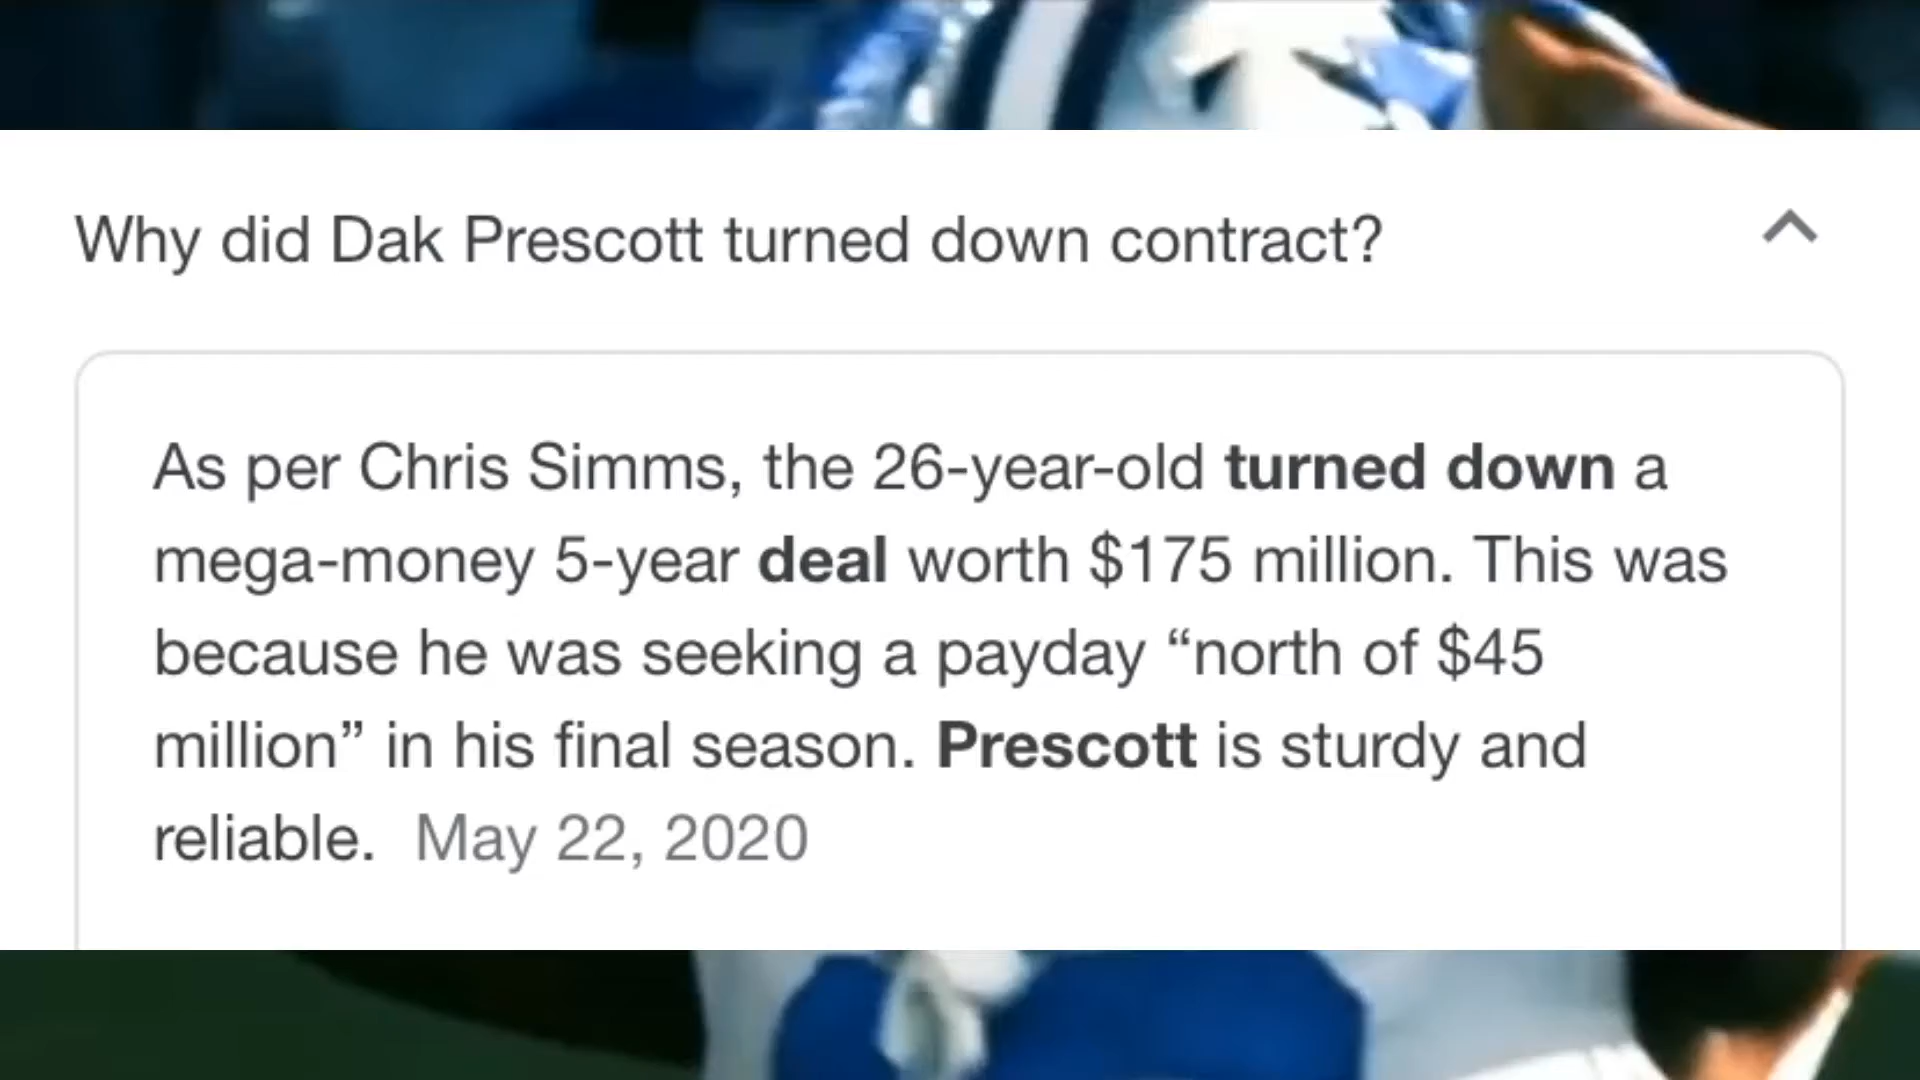 Why did Dak Prescott turned down contract?
As per Chris Simms, the 26-year-old turned down a
mega-money 5-year deal worth $175 million. This was
because he was seeking a payday “north of $45
million” in his final season. Prescott is sturdy and
reliable. May 22, 2020